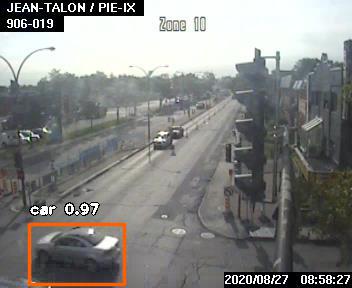 JEAN-TALON / PIE-IX
906-019
Zone 10
car 0.97
2020/08/27 08:58:27